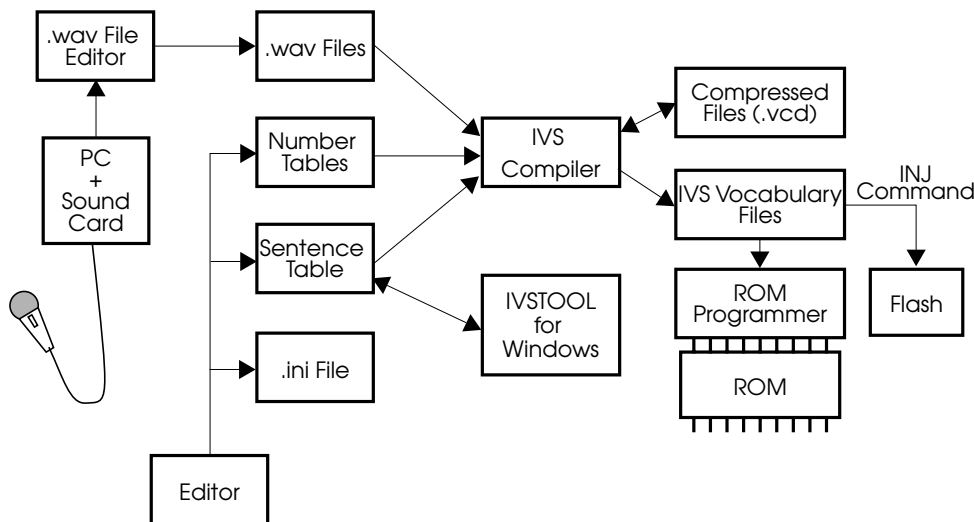 .wav File
Editor
.wav Files
PC
+
Sound
Card
Number
Tables
IVS
Compiler
Compressed
Files (.vcd)
INJ
Command
IVS Vocabulary
Files
Sentence
Table
IVSTOOL
for
Windows
ROM
Programmer
Flash
.ini File
ROM
Editor